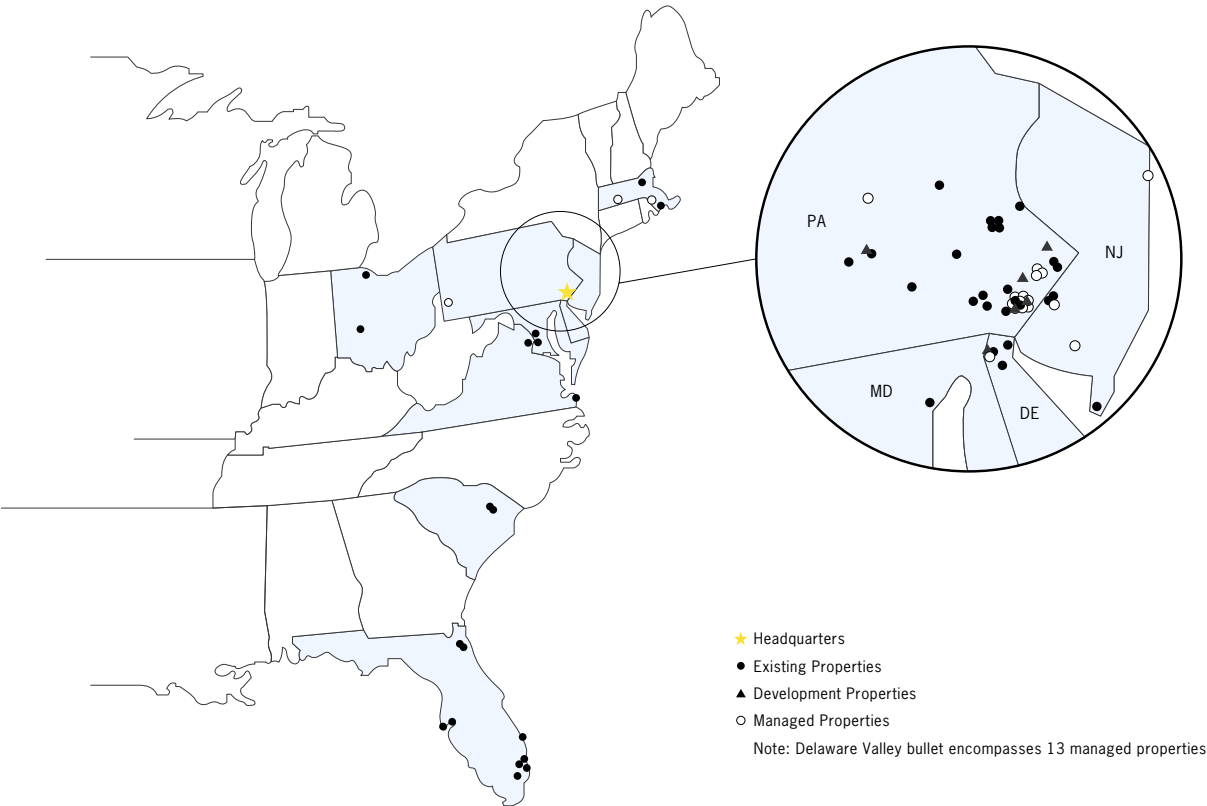 PA
NJ
MD
DE
Headquarters
Existing Properties
Development Properties
Managed Properties
Note: Delaware Valley bullet encompasses 13 managed properties